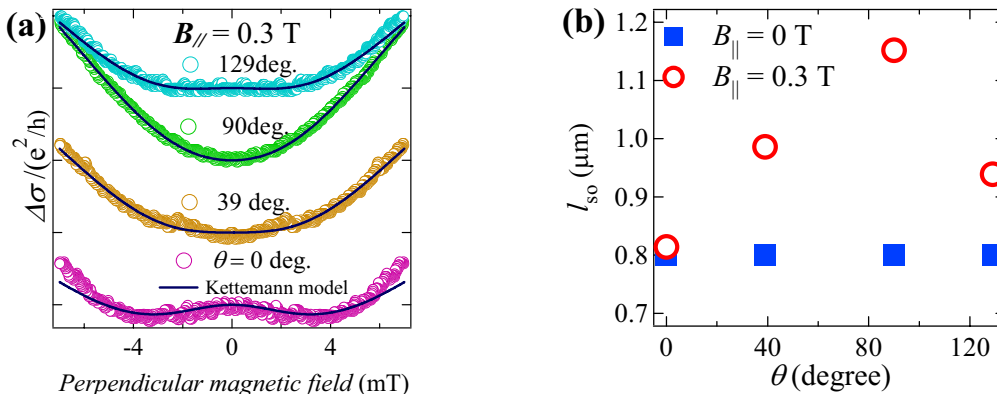 (a)
B// = 0.3 T
129deg.
90deg.
39 deg.
θ = 0 deg.
Kettemann model
Δσ /(e²/h)
-4
0
4
Perpendicular magnetic field (mT)
(b)
B|| = 0 T
B|| = 0.3 T
1.2
1.1
1.0
0.9
0.8
0.7
lso (μm)
0
40
80
120
θ (degree)